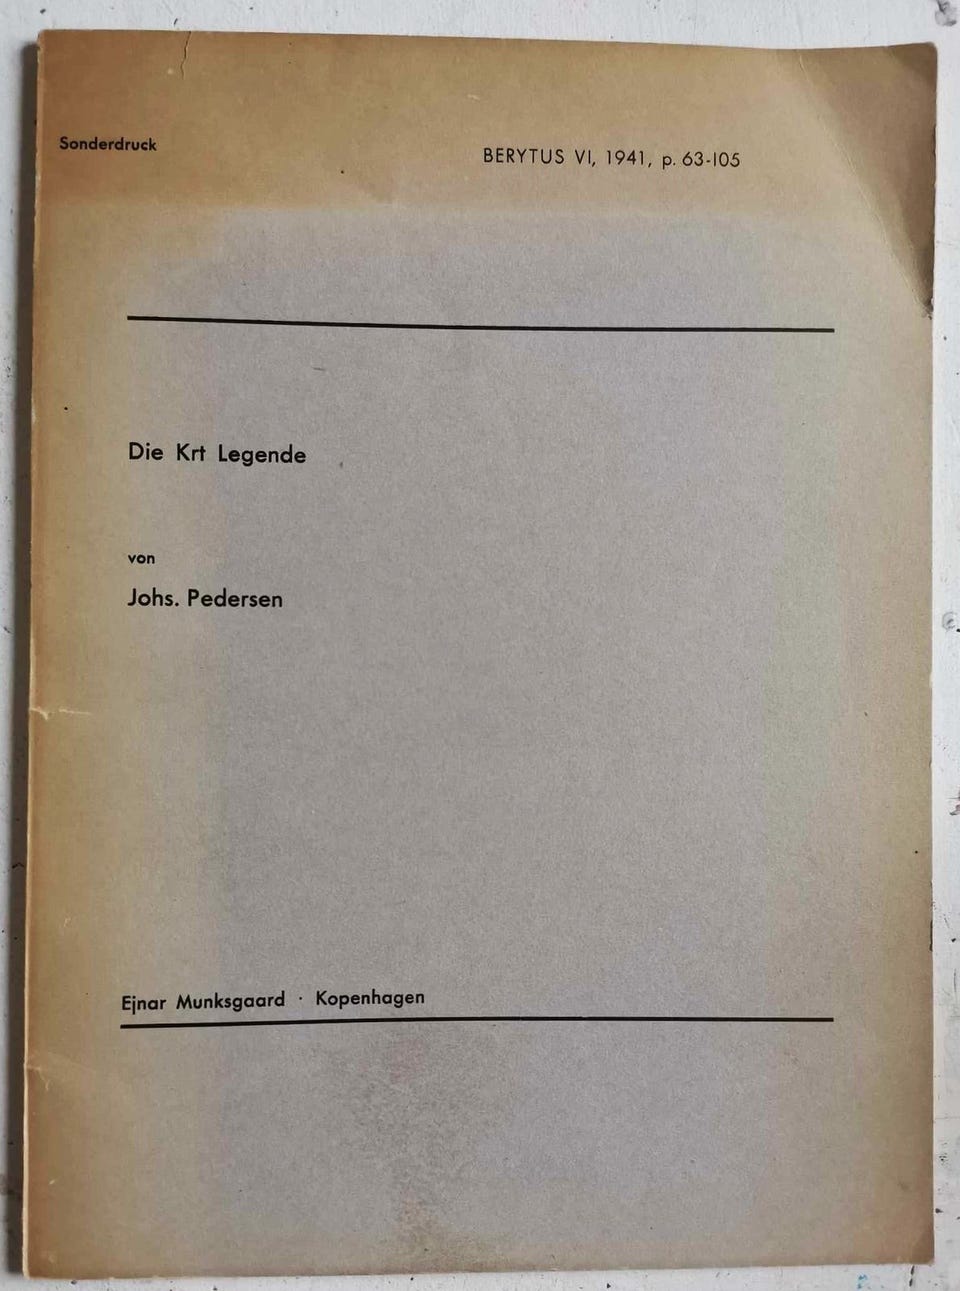 Sonderdruck
BERYTUS VI, 1941, p. 63-105
Die Krt Legende
von
Johs. Pedersen
Ejnar Munksgaard · Kopenhagen